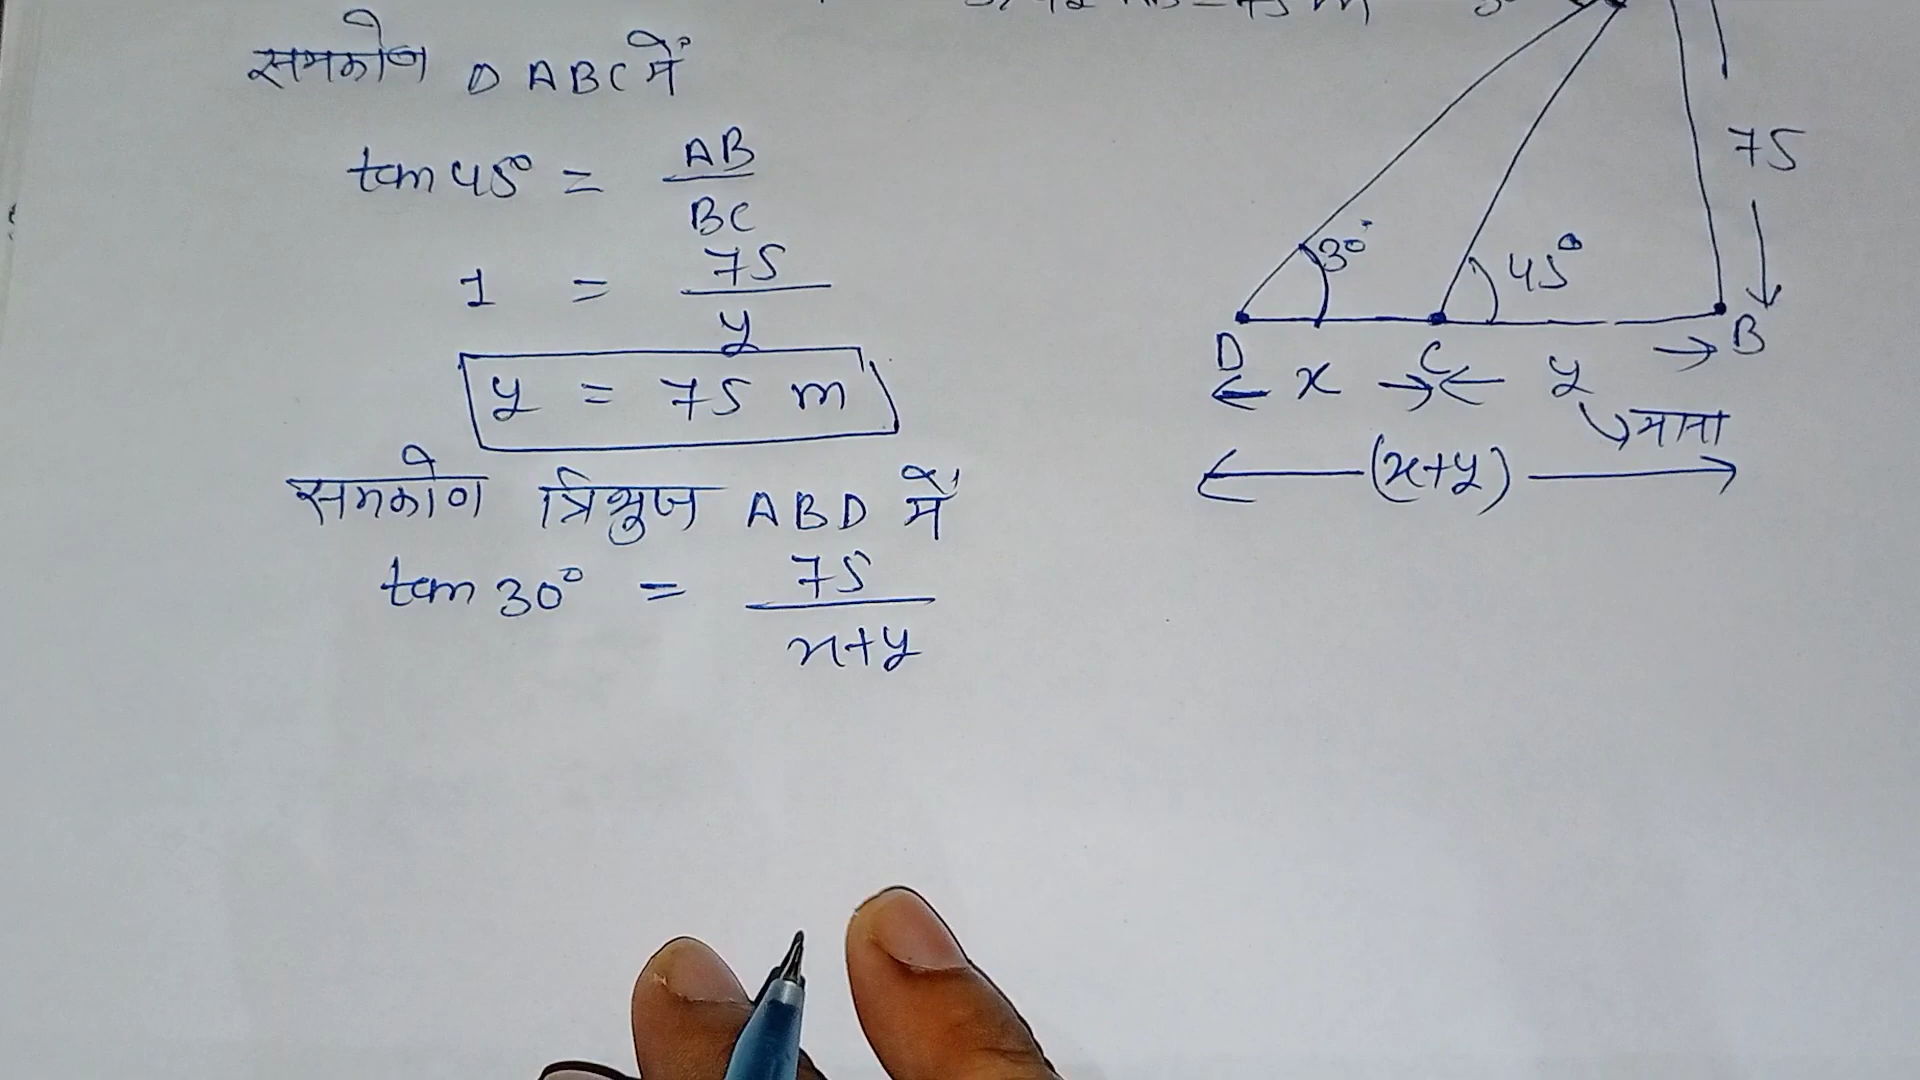 समकोण Δ ABC में
tan 45° = AB / BC
1 = 75 / y
y = 75 m
समकोण त्रिभुज ABD में
tan 30° = 75 / x+y
75
30°
45°
D C B
x y
माना
(x+y)